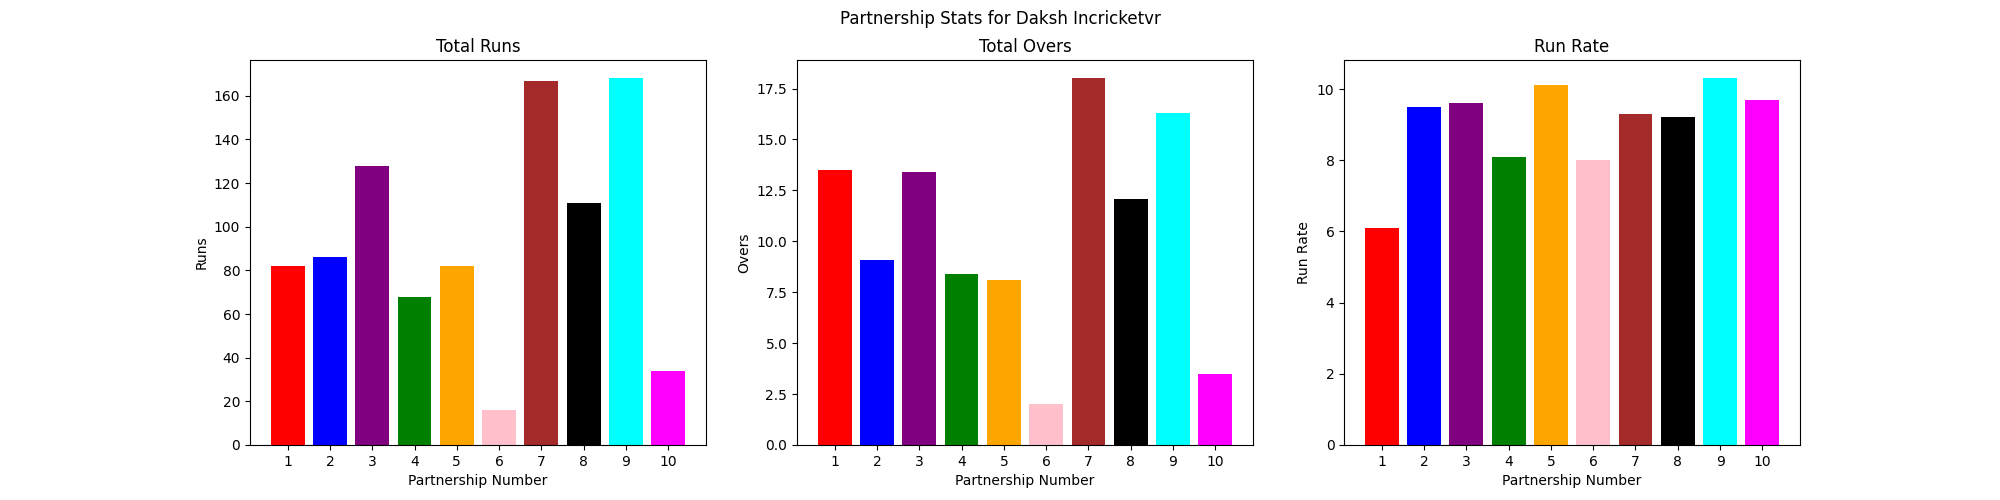 Partnership Stats for Daksh Incricketvr
Total Runs
Runs
160
140
120
100
80
60
40
20
0
1 2 3 4 5 6 7 8 9 10
Partnership Number
Total Overs
Overs
17.5
15.0
12.5
10.0
7.5
5.0
2.5
0.0
1 2 3 4 5 6 7 8 9 10
Partnership Number
Run Rate
Run Rate
10
8
6
4
2
0
1 2 3 4 5 6 7 8 9 10
Partnership Number